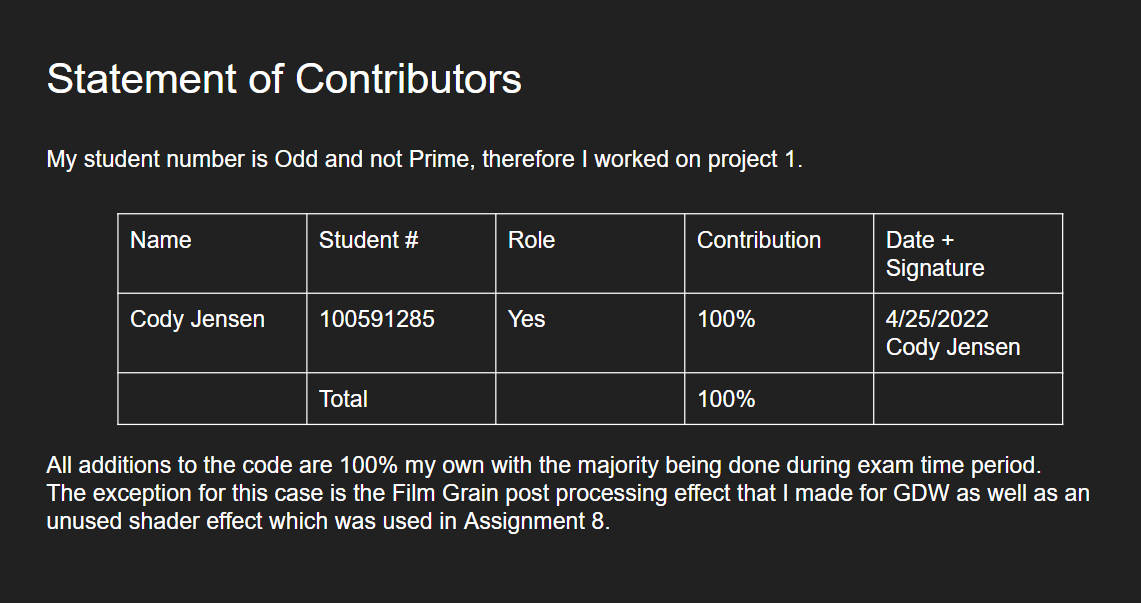 Statement of Contributors
My student number is Odd and not Prime, therefore I worked on project 1.
Name Student # Role Contribution Date + Signature
Cody Jensen 100591285 Yes 100% 4/25/2022 Cody Jensen
Total 100%
All additions to the code are 100% my own with the majority being done during exam time period.
The exception for this case is the Film Grain post processing effect that I made for GDW as well as an
unused shader effect which was used in Assignment 8.